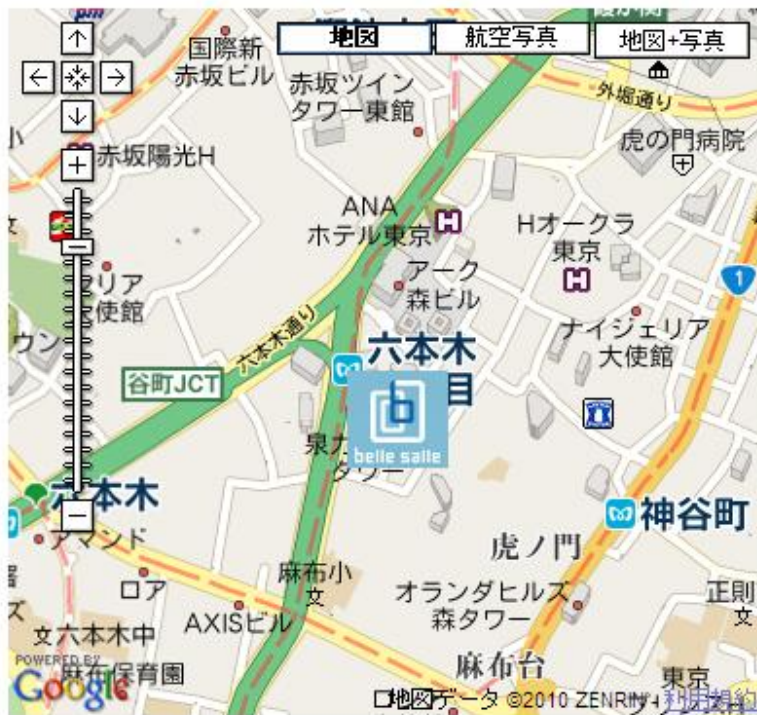 地図
航空写真
地図+写真
国際新
赤坂ビル
赤坂ツイン
タワー東館
外堀通り
虎の門病院
赤坂陽光H
ANA
ホテル東京
Hオークラ
東京
アーク
森ビル
1
大使館
ナイジェリア
大使館
六本木通り
六本木
目
谷町JCT
belle salle
タワー
六本木
神谷町
アマンド
虎ノ門
麻布小
文
ロア
オランダヒルズ
森タワー
正則
文
AXISビル
文六本木中
麻布台
東京
POWERED BY
Google
麻布保育園
地図データ ©2010 ZENRIN
利用規約